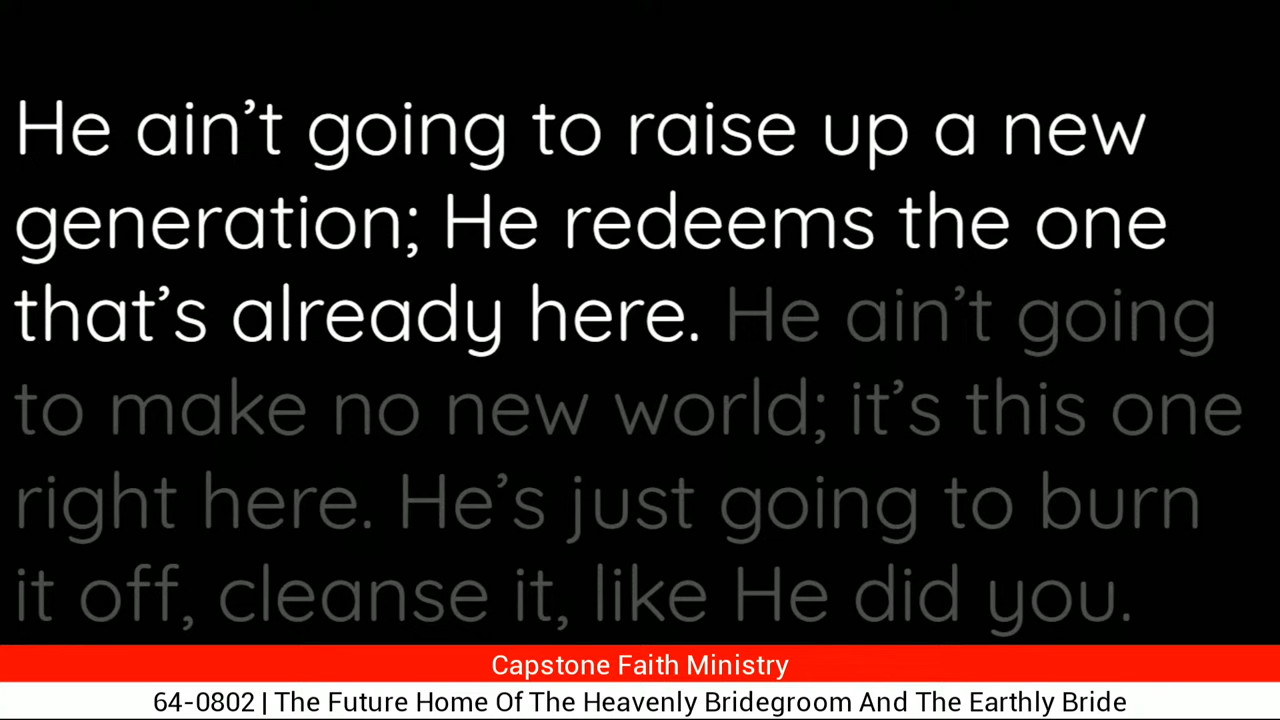 He ain’t going to raise up a new
generation; He redeems the one
that’s already here. He ain’t going
to make no new world; it’s this one
right here. He’s just going to burn
it off, cleanse it, like He did you.
Capstone Faith Ministry
64-0802 | The Future Home Of The Heavenly Bridegroom And The Earthly Bride